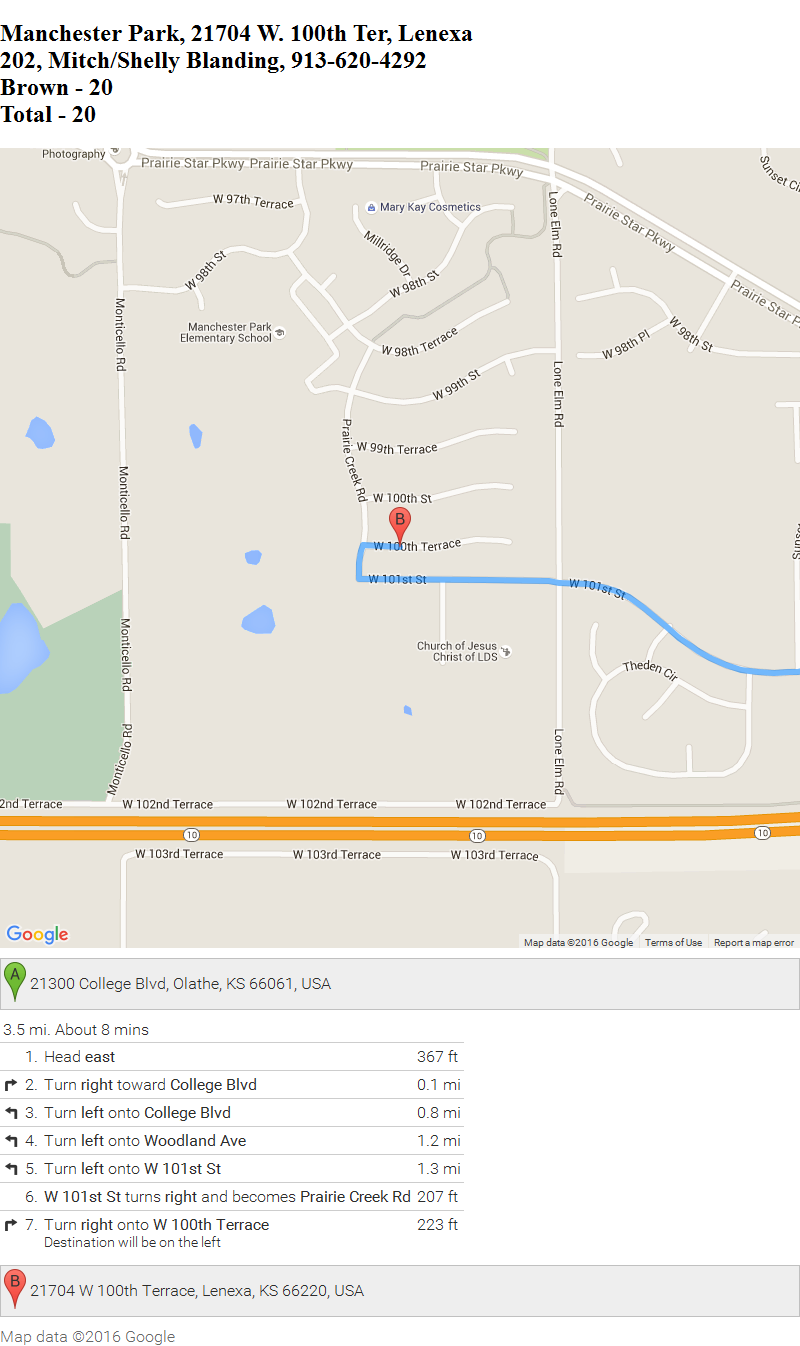 Manchester Park, 21704 W. 100th Ter, Lenexa
202, Mitch/Shelly Blanding, 913-620-4292
Brown - 20
Total - 20
Photography
Prairie Star Pkwy
Prairie Star Pkwy
Prairie Star Pkwy
Prairie Star Pkwy
W 97th Terrace
Mary Kay Cosmetics
Lone Elm Rd
Millridge Dr
W 98th St
W 98th St
Monticello Rd
Manchester Park
Elementary School
W 98th Terrace
W 98th Pl
W 98th St
W 99th St
Lone Elm Rd
Prairie Creek Rd
W 99th Terrace
Monticello Rd
W 100th St
B
W 100th Terrace
W 101st St
W 101st St
Church of Jesus
Christ of LDS
Theden Cir
Monticello Rd
Monticello Rd
Lone Elm Rd
2nd Terrace
W 102nd Terrace
W 102nd Terrace
W 102nd Terrace
10
10
10
W 103rd Terrace
W 103rd Terrace
W 103rd Terrace
Google
Map data ©2016 Google
Terms of Use
Report a map error
A
21300 College Blvd, Olathe, KS 66061, USA
3.5 mi. About 8 mins
1. Head east 367 ft
2. Turn right toward College Blvd 0.1 mi
3. Turn left onto College Blvd 0.8 mi
4. Turn left onto Woodland Ave 1.2 mi
5. Turn left onto W 101st St 1.3 mi
6. W 101st St turns right and becomes Prairie Creek Rd 207 ft
7. Turn right onto W 100th Terrace 223 ft
Destination will be on the left
B
21704 W 100th Terrace, Lenexa, KS 66220, USA
Map data ©2016 Google